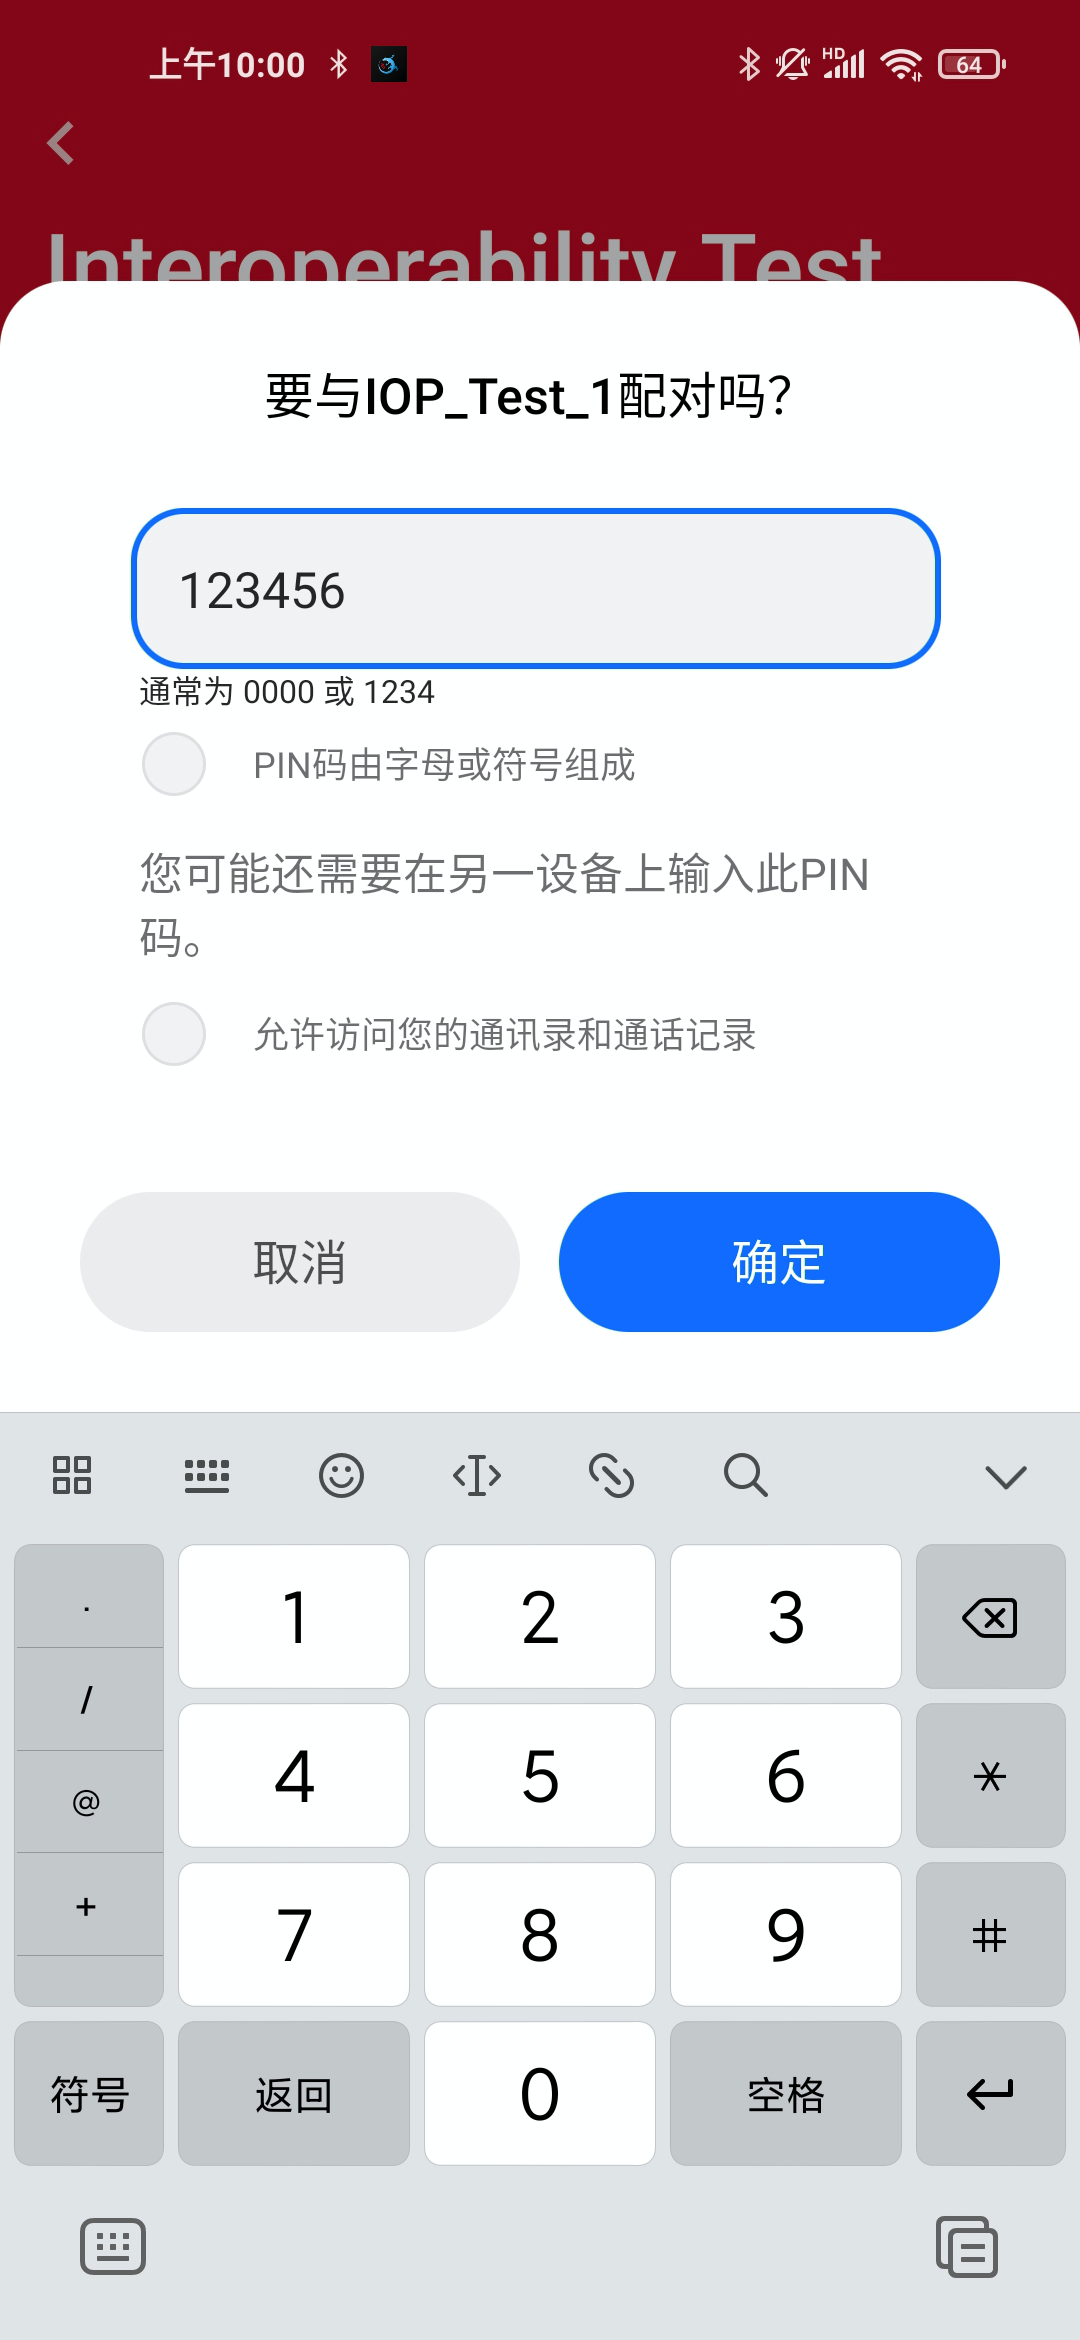 上午10:00
HD
64
Interoperability Test
要与IOP_Test_1配对吗?
123456
通常为 0000 或 1234
PIN码由字母或符号组成
您可能还需要在另一设备上输入此PIN
码。
允许访问您的通讯录和通话记录
取消 确定
. 1 2 3
/
4 5 6 *
@
+ 7 8 9 #
符号 返回 0 空格